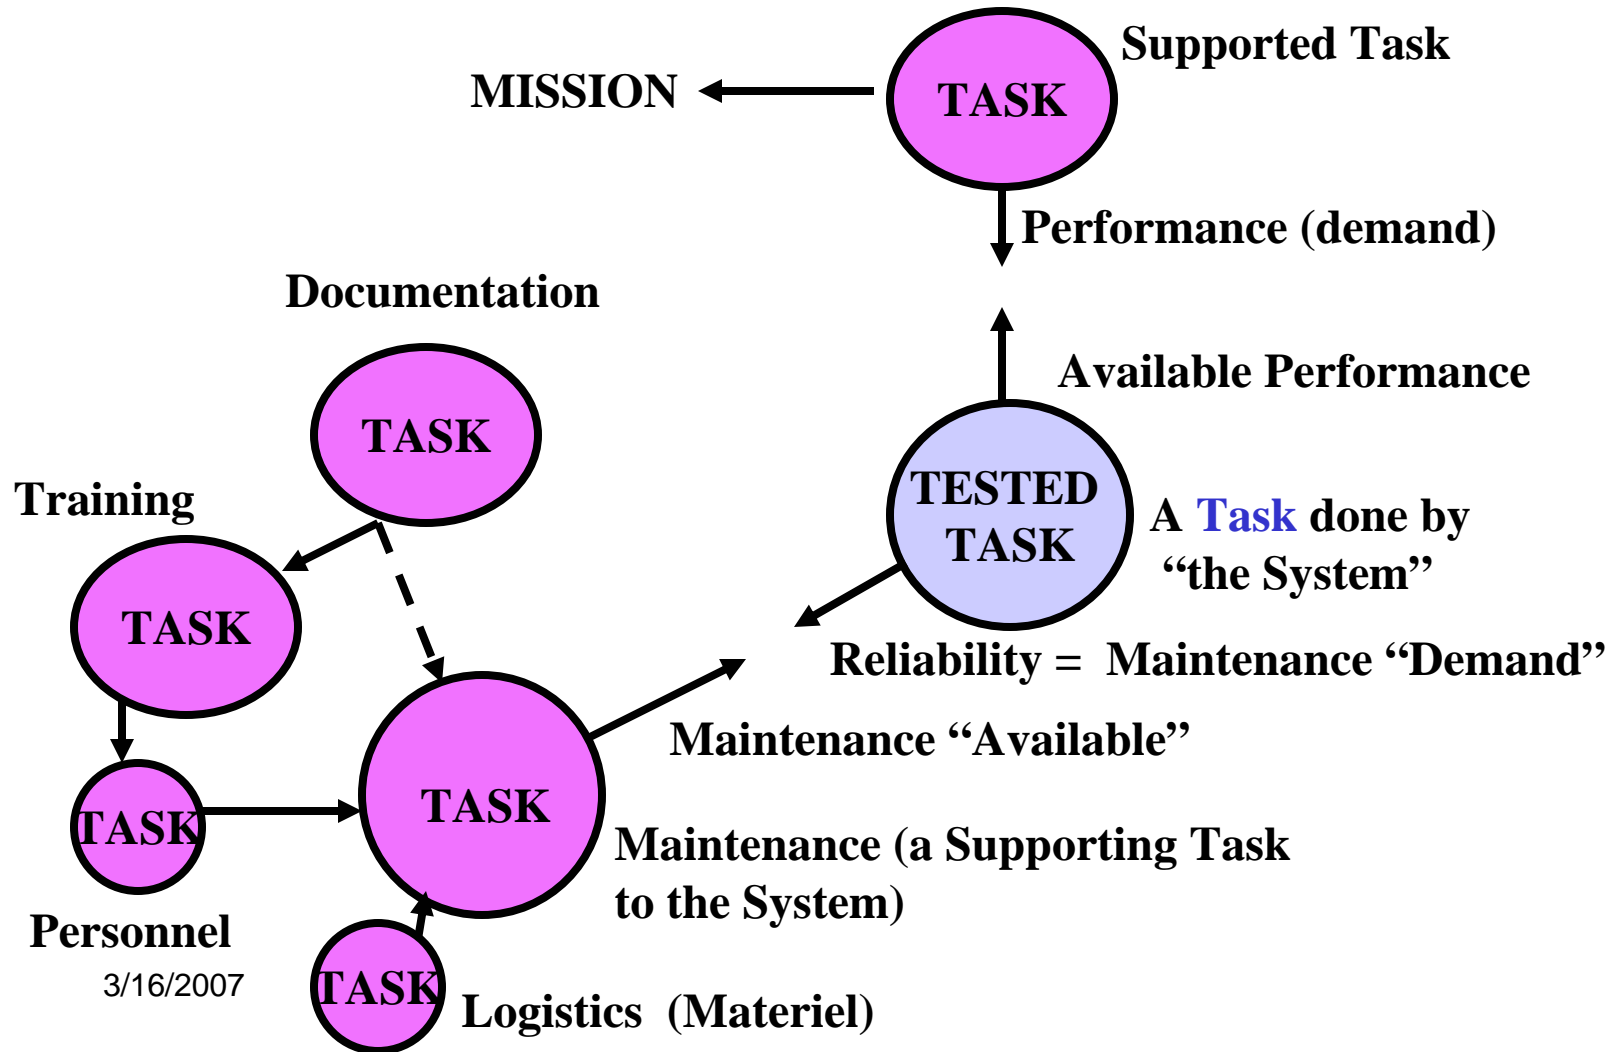 Supported Task
MISSION
TASK
Performance (demand)
Documentation
Available Performance
TASK
Training
TESTED
TASK
A Task done by
“the System”
TASK
Reliability = Maintenance “Demand”
Maintenance “Available”
TASK
TASK
Maintenance (a Supporting Task
to the System)
Personnel
3/16/2007
TASK
Logistics (Materiel)